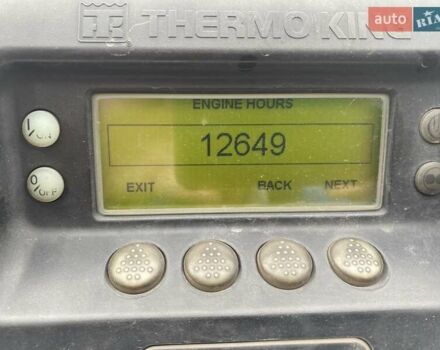 THERMO KING
auto RIA
ENGINE HOURS
I/ON
12649
O/OFF
EXIT BACK NEXT